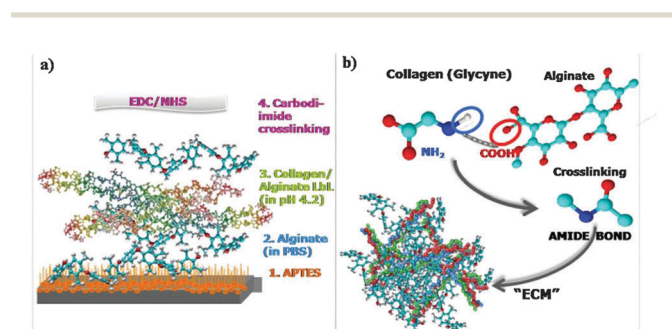 a)
EDC/NHS
4. Carbodi-
imide
crosslinking
3. Collagen/
Alginate LbL
(in pH 4.2)
2. Alginate
(in PBS)
1. APTES
b)
Collagen (Glycyne)
Alginate
NH2
COOH
Crosslinking
AMIDE BOND
"ECM"